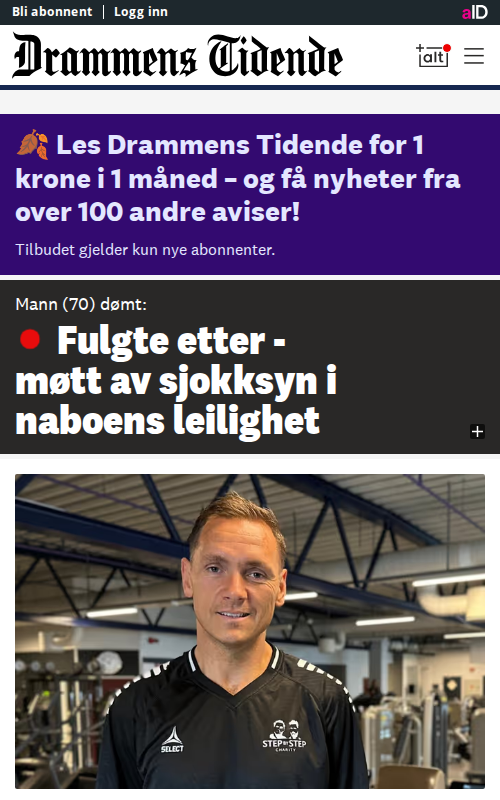 Bli abonnent | Logg inn
aID
Drammens Tidende
+alt
🍂 Les Drammens Tidende for 1
krone i 1 måned – og få nyheter fra
over 100 andre aviser!
Tilbudet gjelder kun nye abonnenter.
Mann (70) dømt:
Fulgte etter -
møtt av sjokksyn i
naboens leilighet
+
SELECT
STEP BY STEP
CHARITY